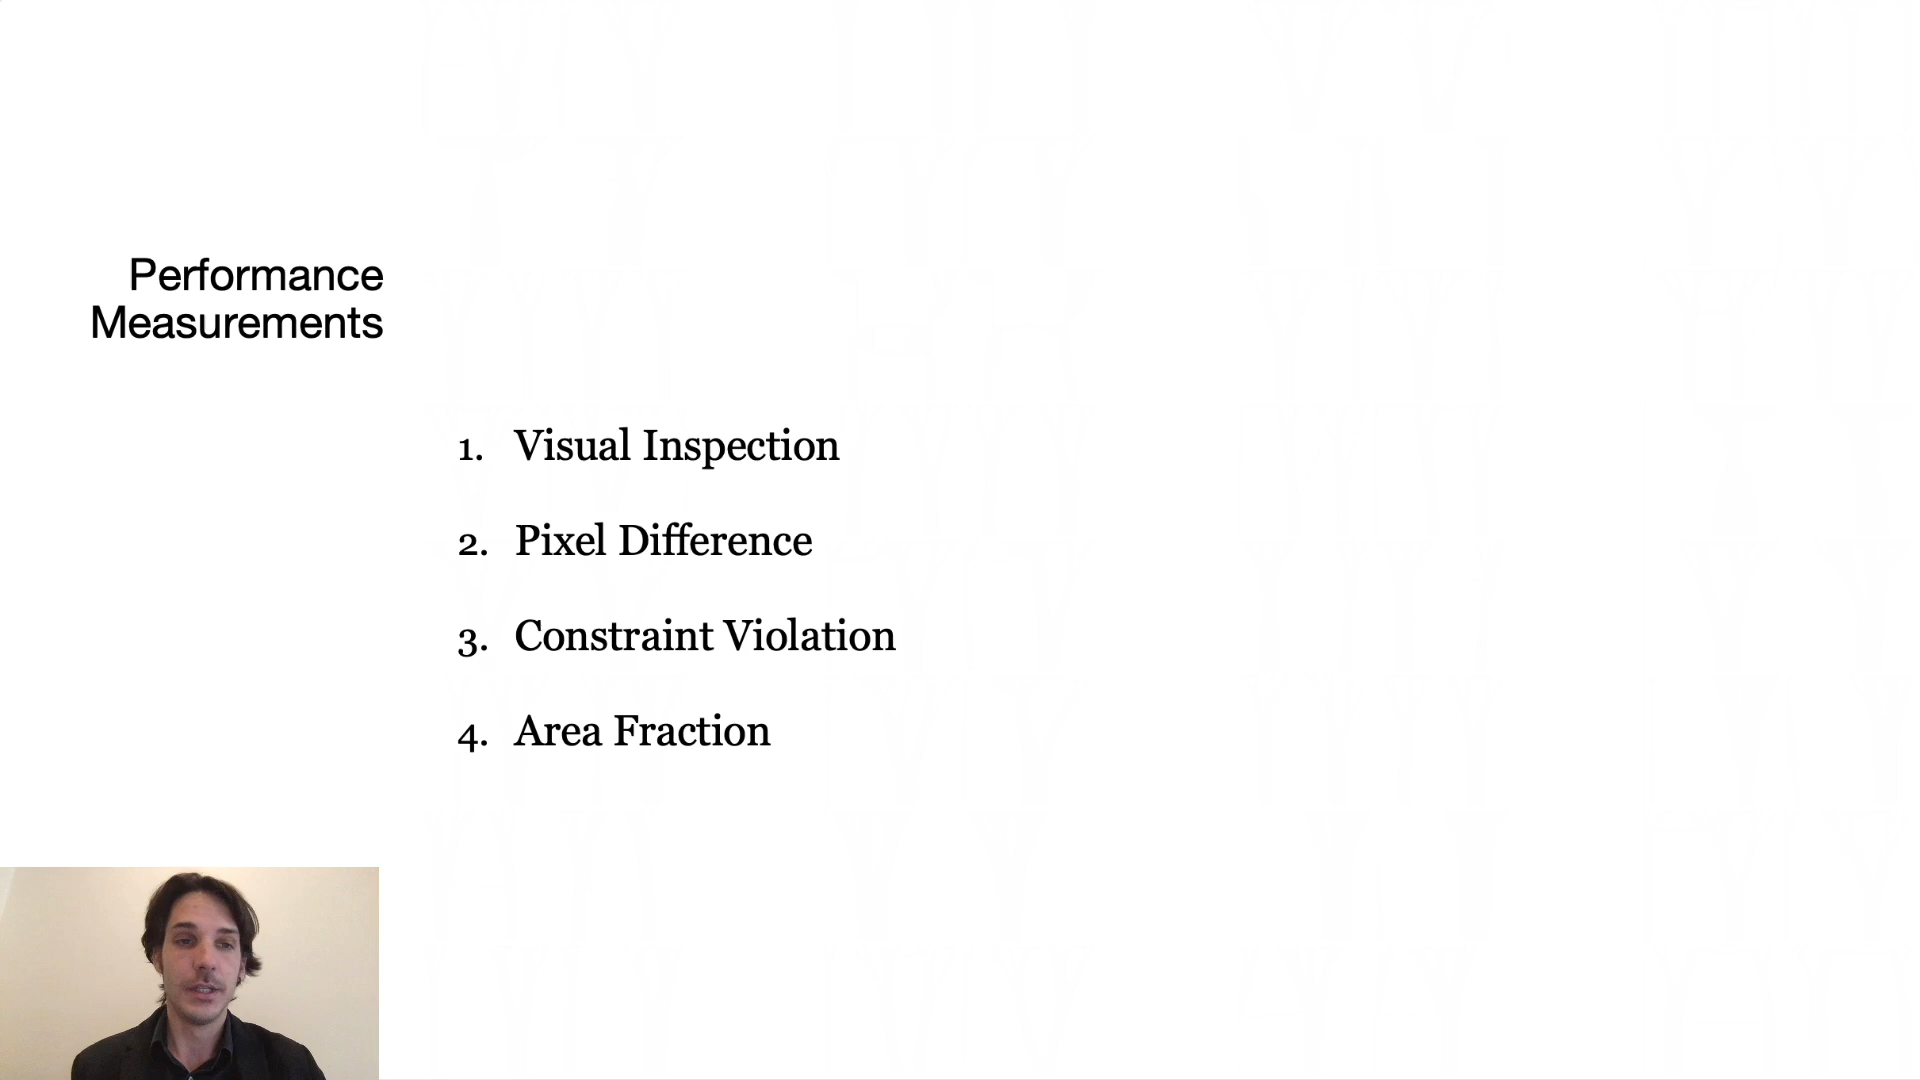 Performance
Measurements
1. Visual Inspection
2. Pixel Difference
3. Constraint Violation
4. Area Fraction